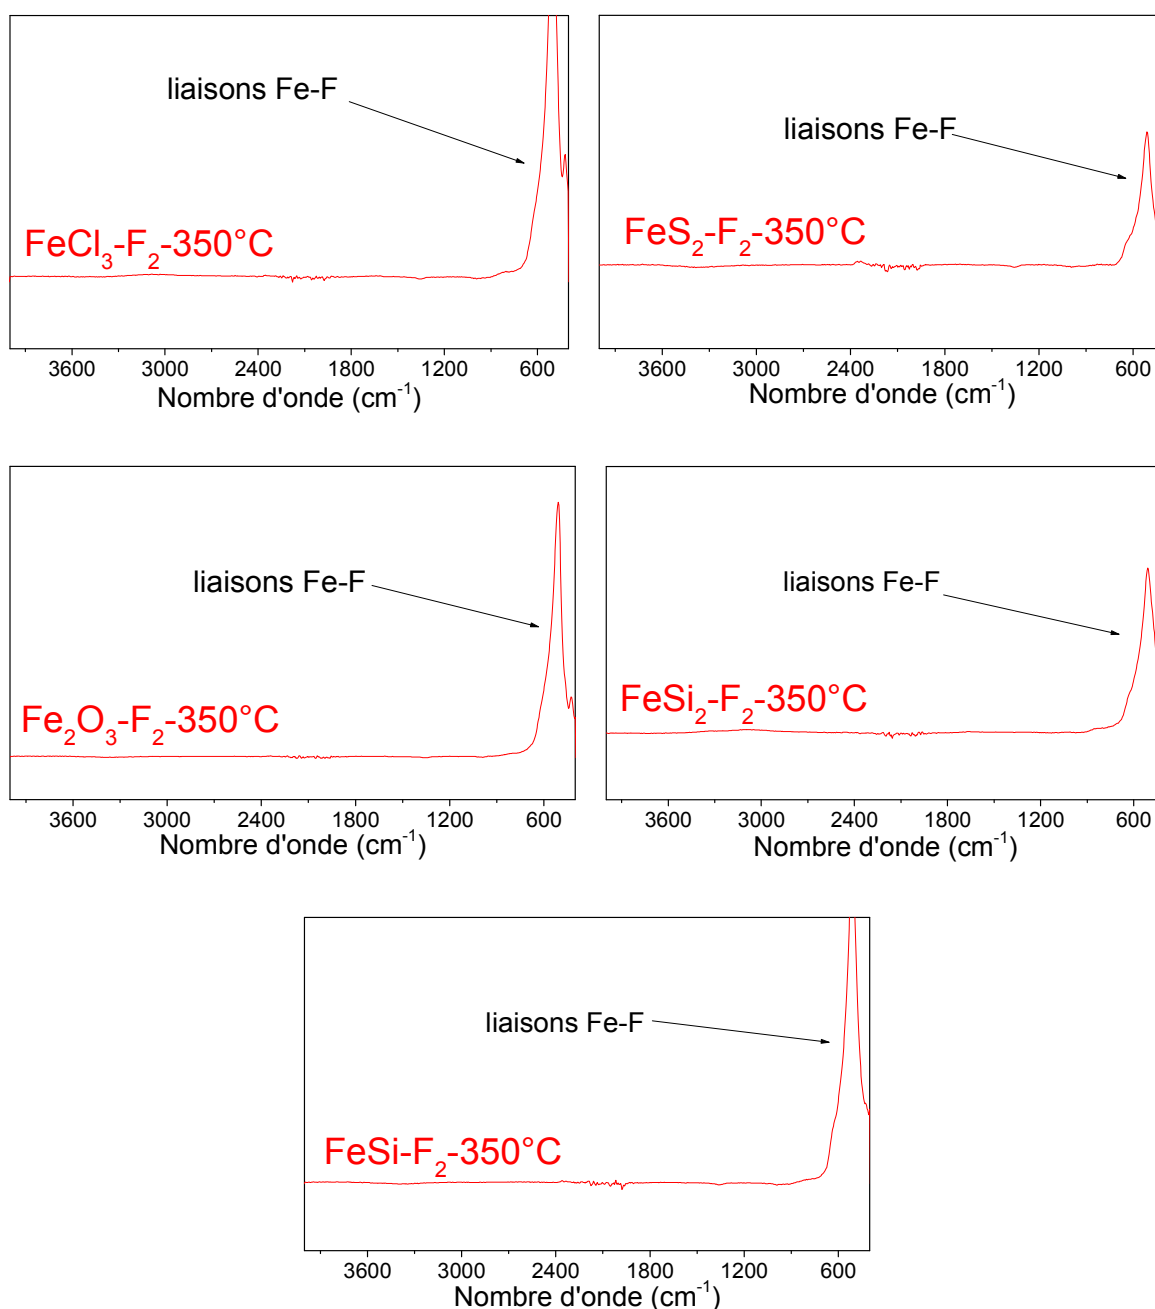 liaisons Fe-F
FeCl₃-F₂-350°C
3600 3000 2400 1800 1200 600
Nombre d'onde (cm⁻¹)
liaisons Fe-F
FeS₂-F₂-350°C
3600 3000 2400 1800 1200 600
Nombre d'onde (cm⁻¹)
liaisons Fe-F
Fe₂O₃-F₂-350°C
3600 3000 2400 1800 1200 600
Nombre d'onde (cm⁻¹)
liaisons Fe-F
FeSi₂-F₂-350°C
3600 3000 2400 1800 1200 600
Nombre d'onde (cm⁻¹)
liaisons Fe-F
FeSi-F₂-350°C
3600 3000 2400 1800 1200 600
Nombre d'onde (cm⁻¹)